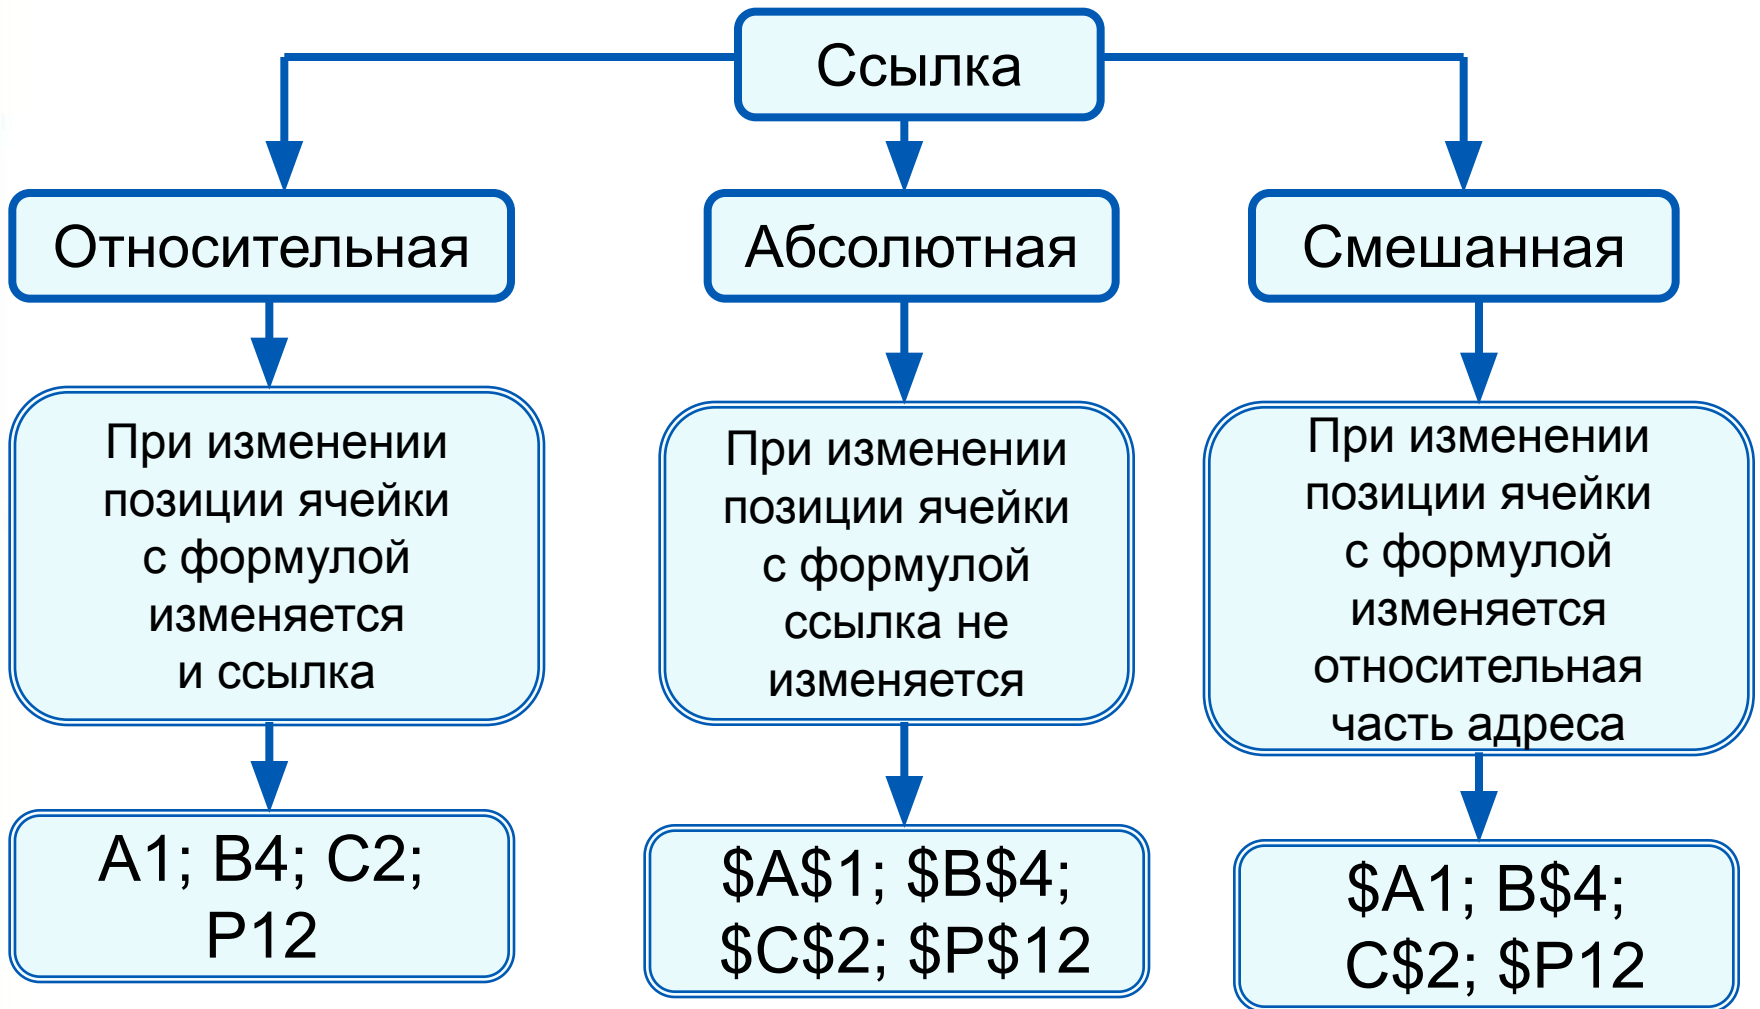 Ссылка
Относительная
Абсолютная
Смешанная
При изменении
позиции ячейки
с формулой
изменяется
и ссылка
При изменении
позиции ячейки
с формулой
ссылка не
изменяется
При изменении
позиции ячейки
с формулой
изменяется
относительная
часть адреса
A1; B4; C2;
P12
$A$1; $B$4;
$C$2; $P$12
$A1; B$4;
C$2; $P12